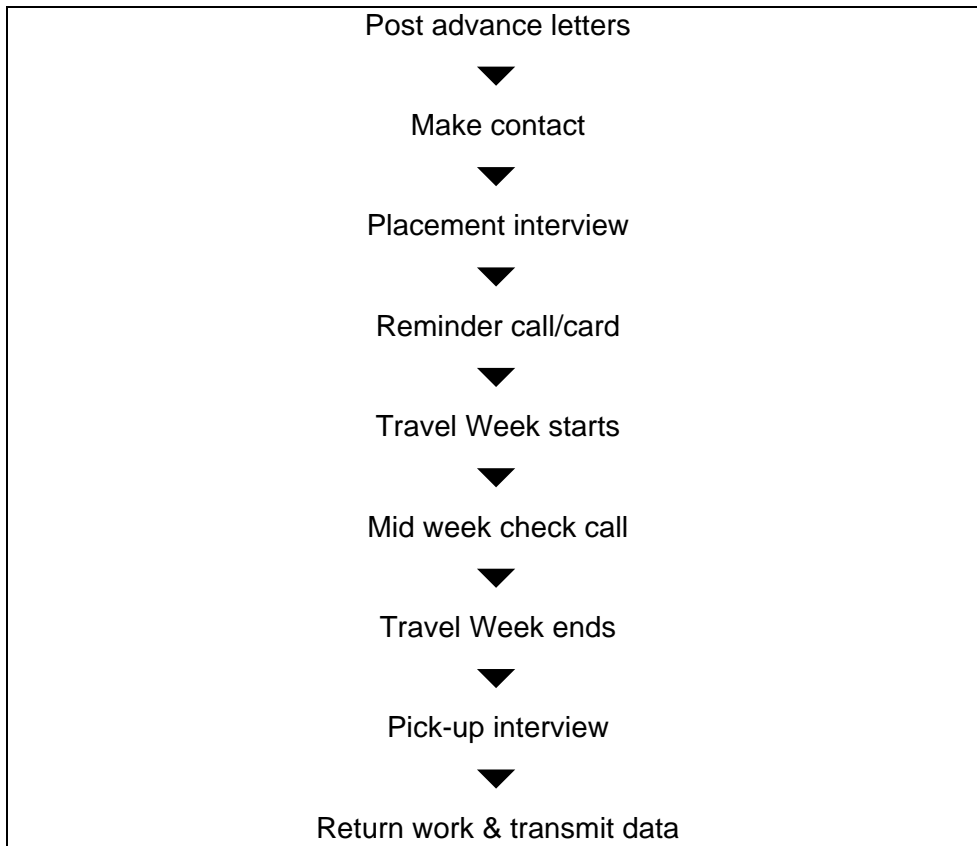 Post advance letters
Make contact
Placement interview
Reminder call/card
Travel Week starts
Mid week check call
Travel Week ends
Pick-up interview
Return work & transmit data